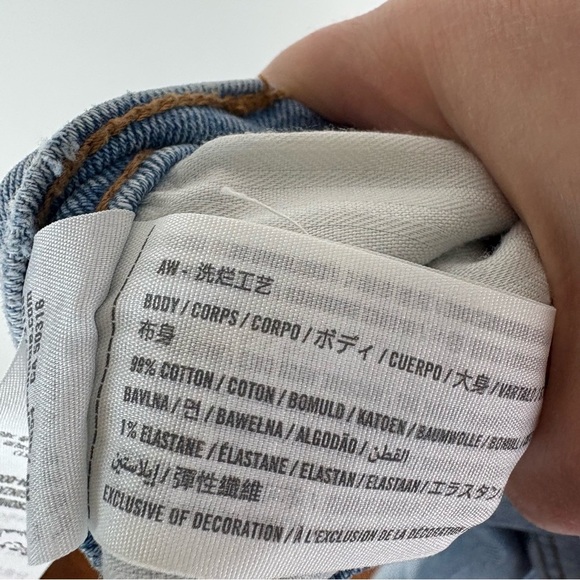 AW - 洗烂工艺
BODY / CORPS / CORPO / ボディ / CUERPO / 大身 / VARTALO
布身
99% COTTON / COTON / BOMULD / KATOEN / BAUMWOLLE / BOMULL
BAVLNA / 면 / BAWEŁNA / ALGODÃO / القطن
1% ELASTANE / ÉLASTANE / ELASTAN / ELASTAAN / エラスタン
إيلاستين / 彈性纖維
EXCLUSIVE OF DECORATION / À L'EXCLUSION DE LA DÉCORATION